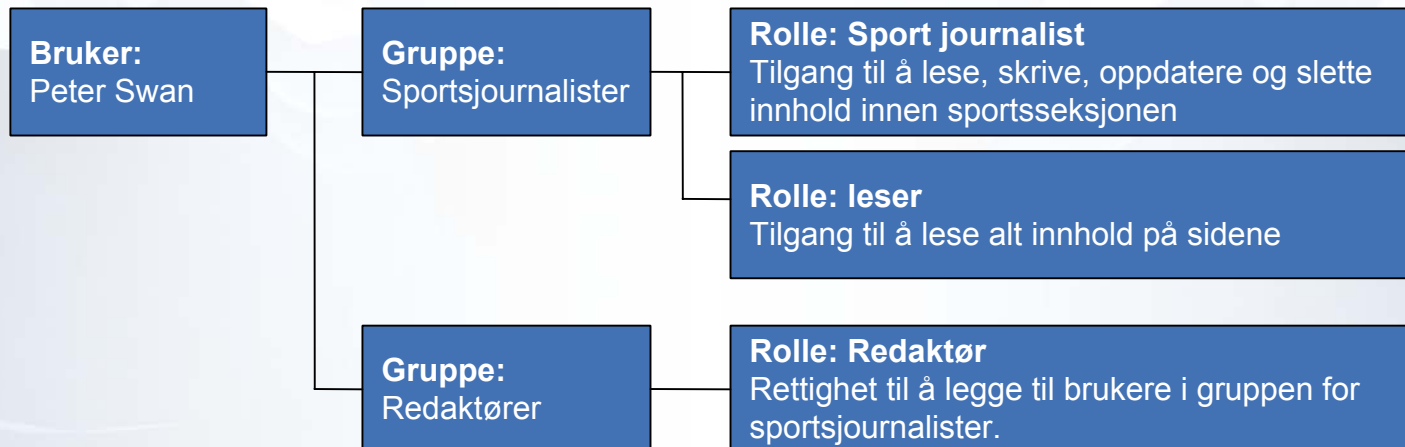 Bruker:
Peter Swan
Gruppe:
Sportsjournalister
Rolle: Sport journalist
Tilgang til å lese, skrive, oppdatere og slette
innhold innen sportsseksjonen
Rolle: leser
Tilgang til å lese alt innhold på sidene
Gruppe:
Redaktører
Rolle: Redaktør
Rettighet til å legge til brukere i gruppen for
sportsjournalister.